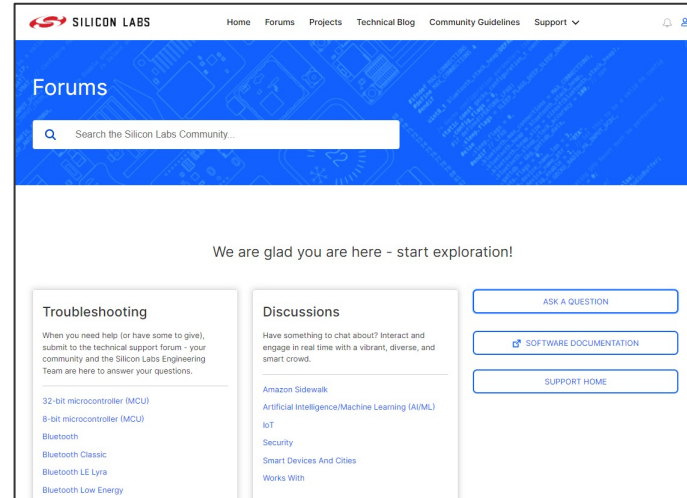 SILICON LABS
Home Forums Projects Technical Blog Community Guidelines Support
Forums
Search the Silicon Labs Community...
We are glad you are here - start exploration!
Troubleshooting
When you need help (or have some to give),
submit to the technical support forum - your
community and the Silicon Labs Engineering
Team are here to answer your questions.
32-bit microcontroller (MCU)
8-bit microcontroller (MCU)
Bluetooth
Bluetooth Classic
Bluetooth LE Lyra
Bluetooth Low Energy
Discussions
Have something to chat about? Interact and
engage in real time with a vibrant, diverse, and
smart crowd.
Amazon Sidewalk
Artificial Intelligence/Machine Learning (AI/ML)
IoT
Security
Smart Devices And Cities
Works With
ASK A QUESTION
SOFTWARE DOCUMENTATION
SUPPORT HOME